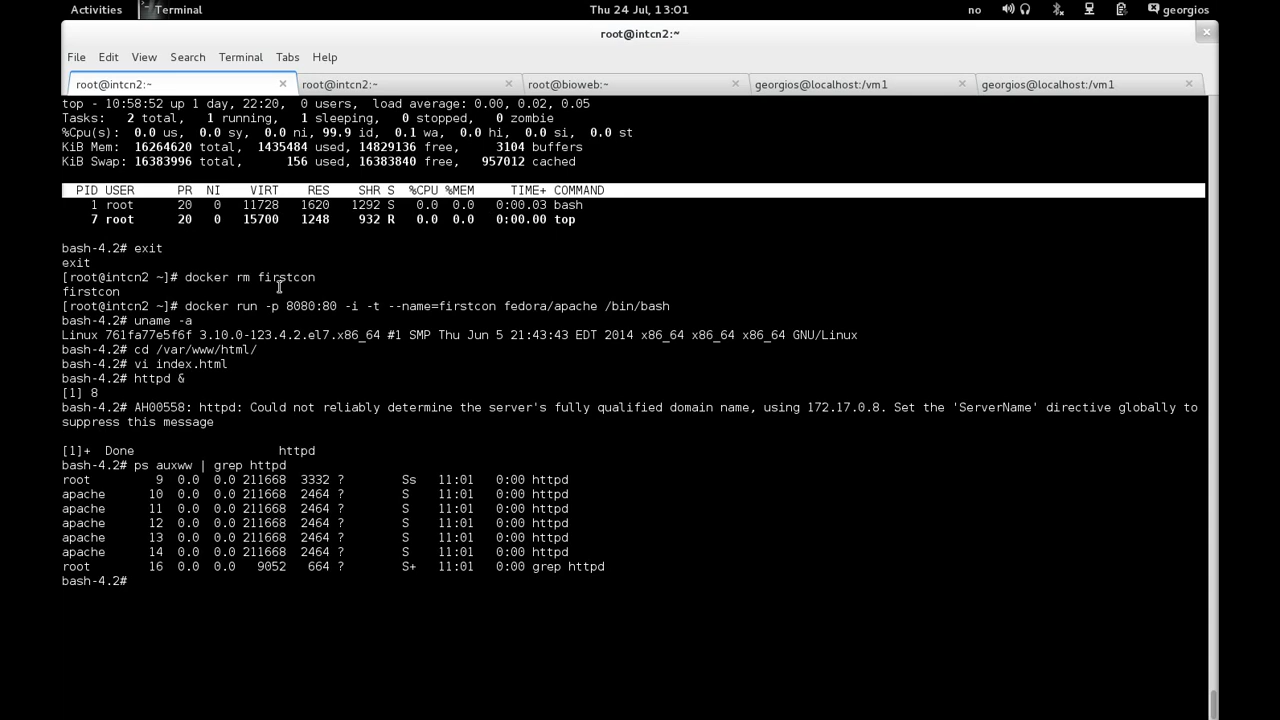 Activities Terminal Thu 24 Jul, 13:01 no georgios
root@intcn2:~
File Edit View Search Terminal Tabs Help
root@intcn2:~ root@intcn2:~ root@bioweb:~ georgios@localhost:/vm1 georgios@localhost:/vm1
top - 10:58:52 up 1 day, 22:20,  0 users,  load average: 0.00, 0.02, 0.05
Tasks:   2 total,   1 running,   1 sleeping,   0 stopped,   0 zombie
%Cpu(s):  0.0 us,  0.0 sy,  0.0 ni, 99.9 id,  0.1 wa,  0.0 hi,  0.0 si,  0.0 st
KiB Mem:  16264620 total,  1435484 used, 14829136 free,     3104 buffers
KiB Swap: 16383996 total,      156 used, 16383840 free,   957012 cached
PID USER      PR  NI    VIRT    RES    SHR S  %CPU %MEM     TIME+ COMMAND
1 root      20   0   11728   1620   1292 S   0.0  0.0   0:00.03 bash
7 root      20   0   15700   1248    932 R   0.0  0.0   0:00.00 top
bash-4.2# exit
exit
[root@intcn2 ~]# docker rm firstcon
firstcon
[root@intcn2 ~]# docker run -p 8080:80 -i -t --name=firstcon fedora/apache /bin/bash
bash-4.2# uname -a
Linux 761fa77e5f6f 3.10.0-123.4.2.el7.x86_64 #1 SMP Thu Jun 5 21:43:43 EDT 2014 x86_64 x86_64 x86_64 GNU/Linux
bash-4.2# cd /var/www/html/
bash-4.2# vi index.html
bash-4.2# httpd &
[1] 8
bash-4.2# AH00558: httpd: Could not reliably determine the server's fully qualified domain name, using 172.17.0.8. Set the 'ServerName' directive globally to
suppress this message
[1]+  Done                    httpd
bash-4.2# ps auxww | grep httpd
root         9  0.0  0.0 211668  3332 ?        Ss   11:01   0:00 httpd
apache      10  0.0  0.0 211668  2464 ?        S    11:01   0:00 httpd
apache      11  0.0  0.0 211668  2464 ?        S    11:01   0:00 httpd
apache      12  0.0  0.0 211668  2464 ?        S    11:01   0:00 httpd
apache      13  0.0  0.0 211668  2464 ?        S    11:01   0:00 httpd
apache      14  0.0  0.0 211668  2464 ?        S    11:01   0:00 httpd
root        16  0.0  0.0   9052   664 ?        S+   11:01   0:00 grep httpd
bash-4.2#